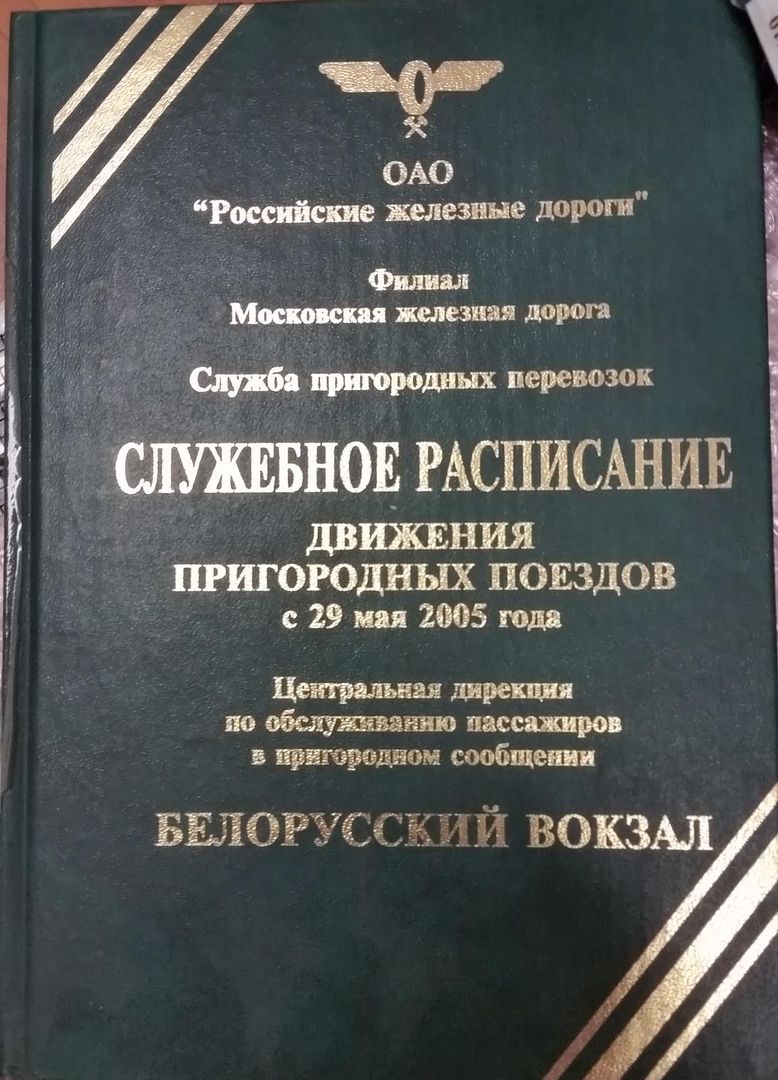 ОАО
“Российские железные дороги"
Филиал
Московская железная дорога
Служба пригородных перевозок
СЛУЖЕБНОЕ РАСПИСАНИЕ
ДВИЖЕНИЯ
ПРИГОРОДНЫХ ПОЕЗДОВ
с 29 мая 2005 года
Центральная дирекция
по обслуживанию пассажиров
в пригородном сообщении
БЕЛОРУССКИЙ ВОКЗАЛ